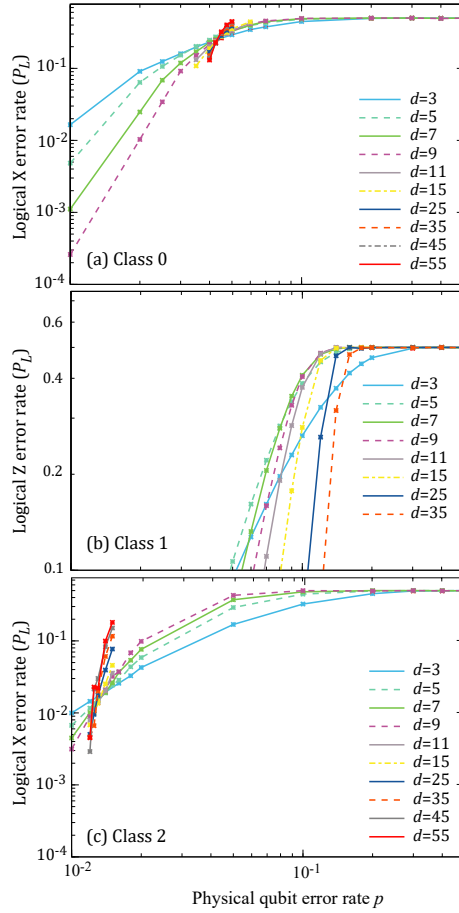 Logical X error rate (P_L)
10^-1
10^-2
10^-3
10^-4
(a) Class 0
d=3
d=5
d=7
d=9
d=11
d=15
d=25
d=35
d=45
d=55
Logical Z error rate (P_L)
0.6
0.4
0.2
0.1
(b) Class 1
d=3
d=5
d=7
d=9
d=11
d=15
d=25
d=35
Logical X error rate (P_L)
10^-1
10^-2
10^-3
10^-4
(c) Class 2
d=3
d=5
d=7
d=9
d=11
d=15
d=25
d=35
d=45
d=55
10^-2
10^-1
Physical qubit error rate p